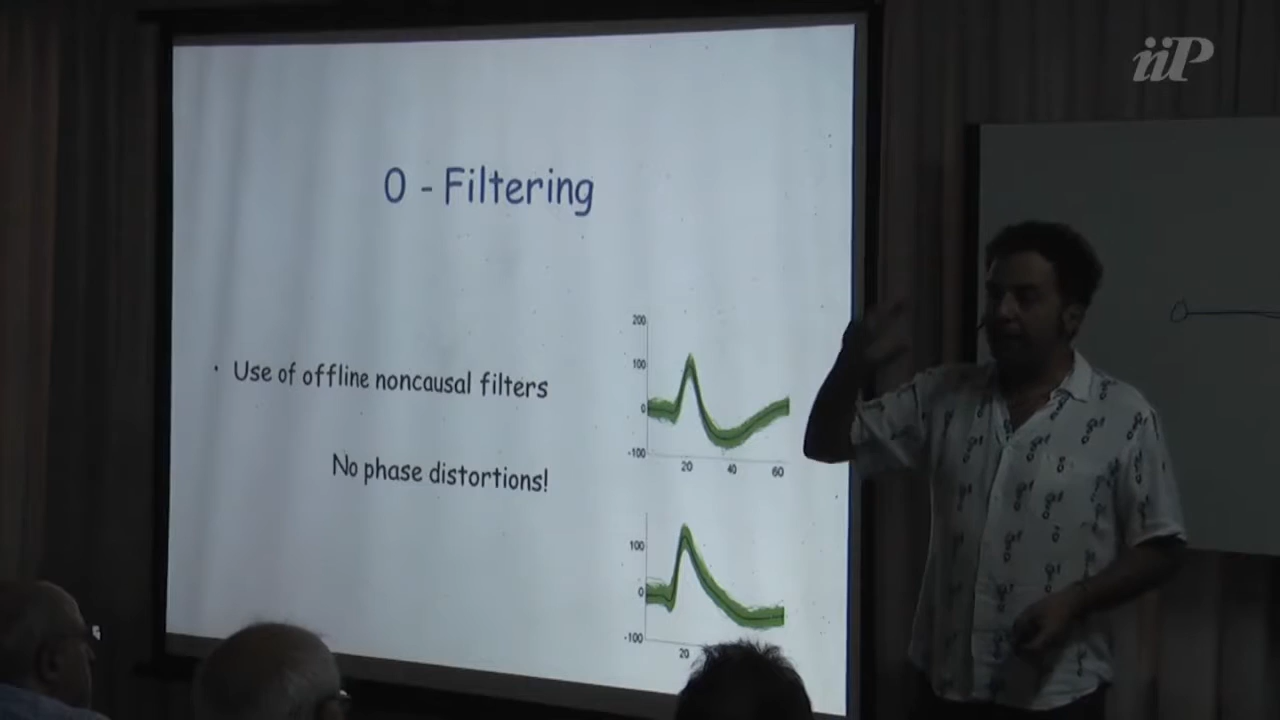 iiP
0 - Filtering
· Use of offline noncausal filters
No phase distortions!
200
100
0
-100
20 40 60
100
0
-100
20